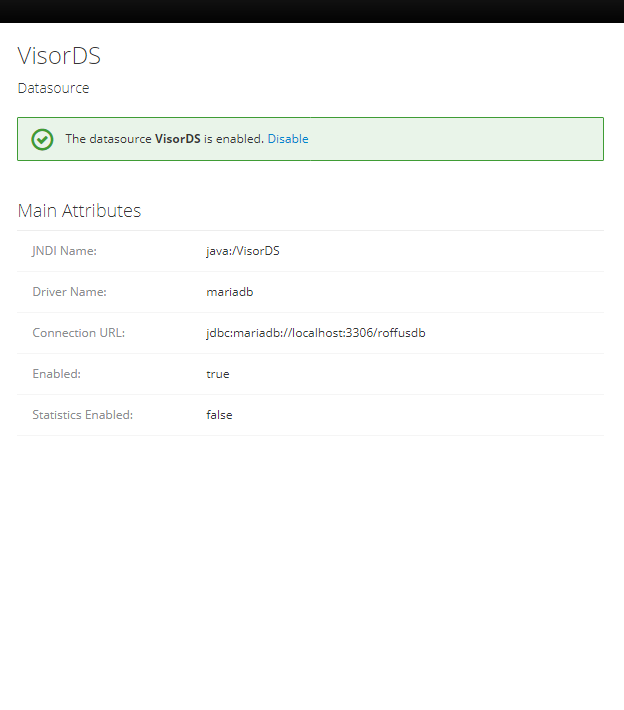 VisorDS
Datasource
The datasource VisorDS is enabled. Disable
Main Attributes
JNDI Name: java:/VisorDS
Driver Name: mariadb
Connection URL: jdbc:mariadb://localhost:3306/roffusdb
Enabled: true
Statistics Enabled: false